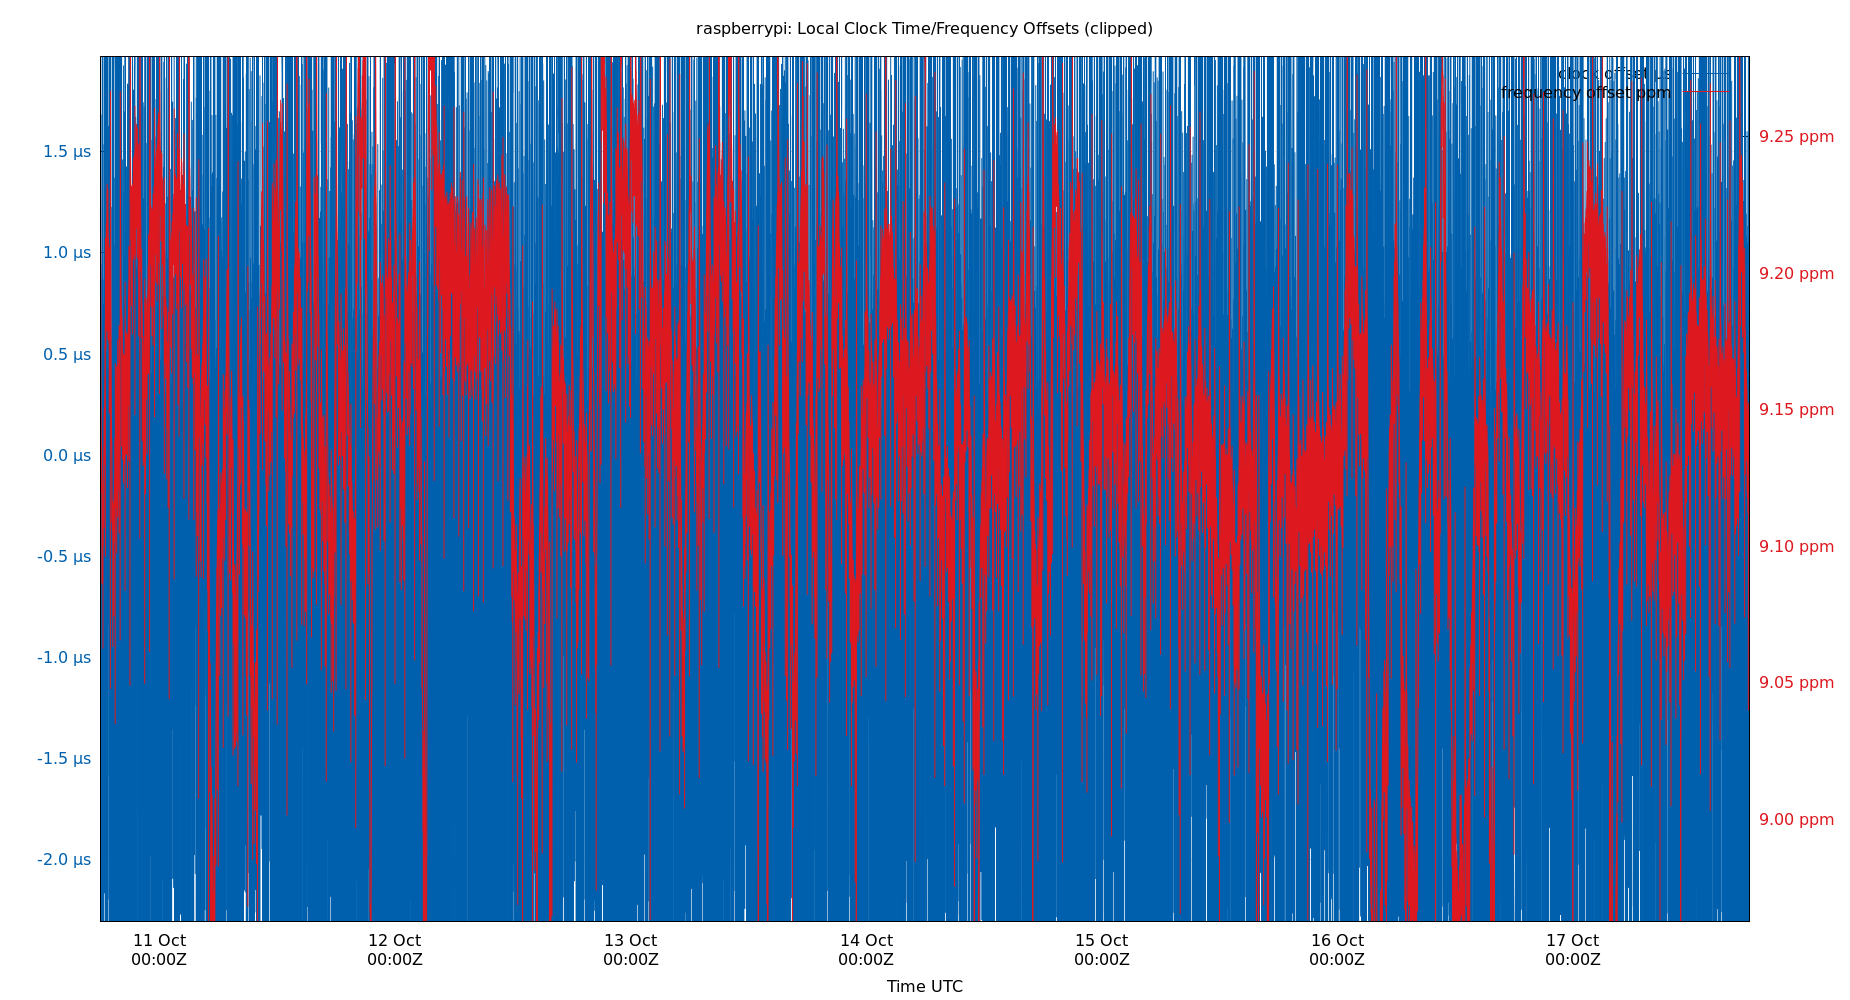 raspberrypi: Local Clock Time/Frequency Offsets (clipped)
clock offset µs
frequency offset ppm
1.5 µs
1.0 µs
0.5 µs
0.0 µs
-0.5 µs
-1.0 µs
-1.5 µs
-2.0 µs
9.25 ppm
9.20 ppm
9.15 ppm
9.10 ppm
9.05 ppm
9.00 ppm
11 Oct 12 Oct 13 Oct 14 Oct 15 Oct 16 Oct 17 Oct
00:00Z 00:00Z 00:00Z 00:00Z 00:00Z 00:00Z 00:00Z
Time UTC